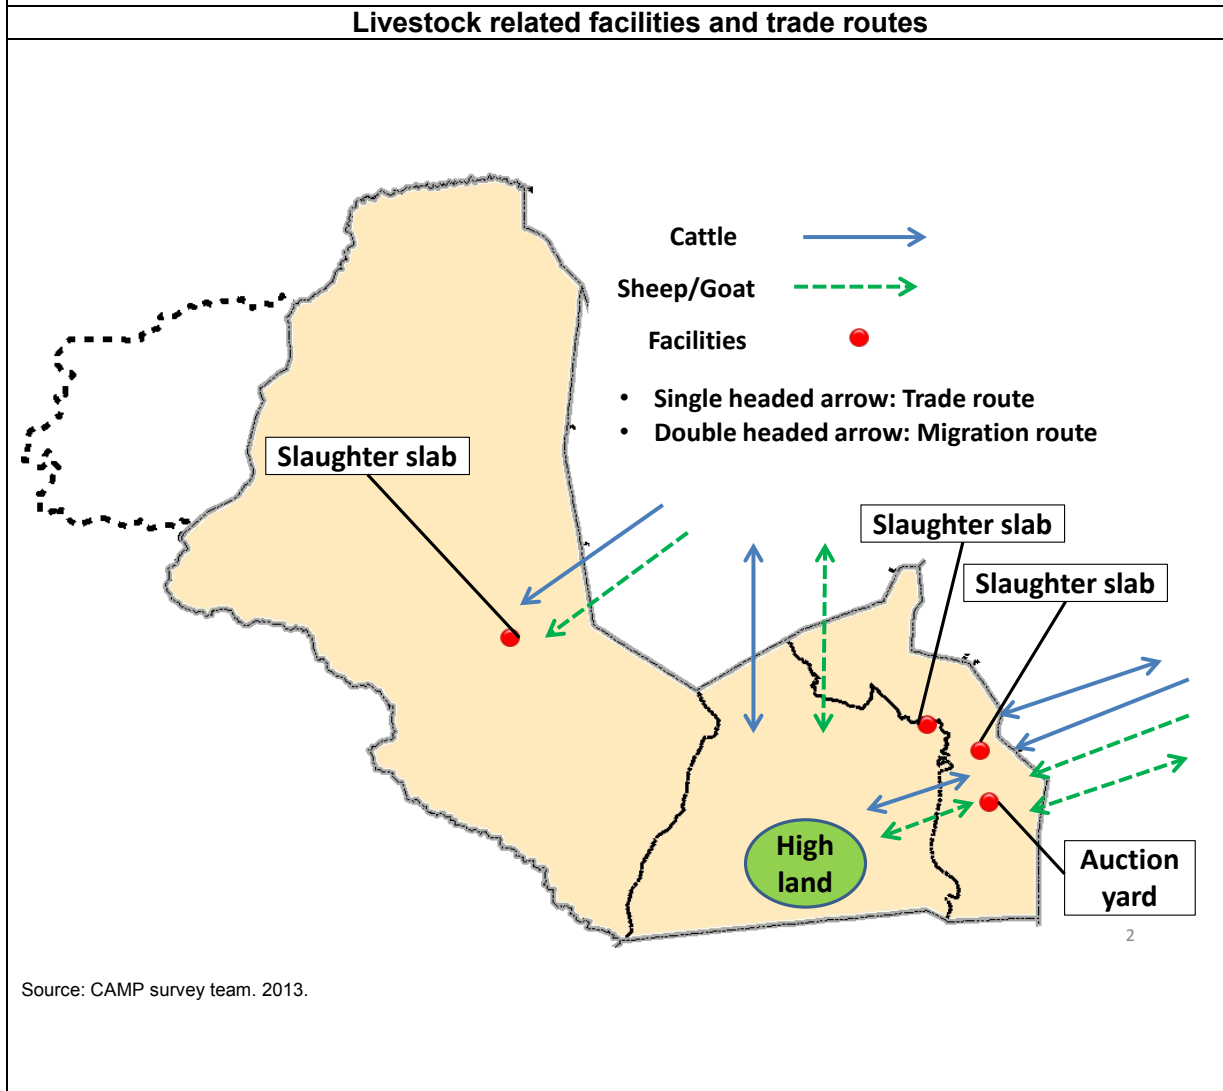 Livestock related facilities and trade routes
Cattle
Sheep/Goat
Facilities
• Single headed arrow: Trade route
• Double headed arrow: Migration route
Slaughter slab
Slaughter slab
Slaughter slab
High
land
Auction
yard
2
Source: CAMP survey team. 2013.